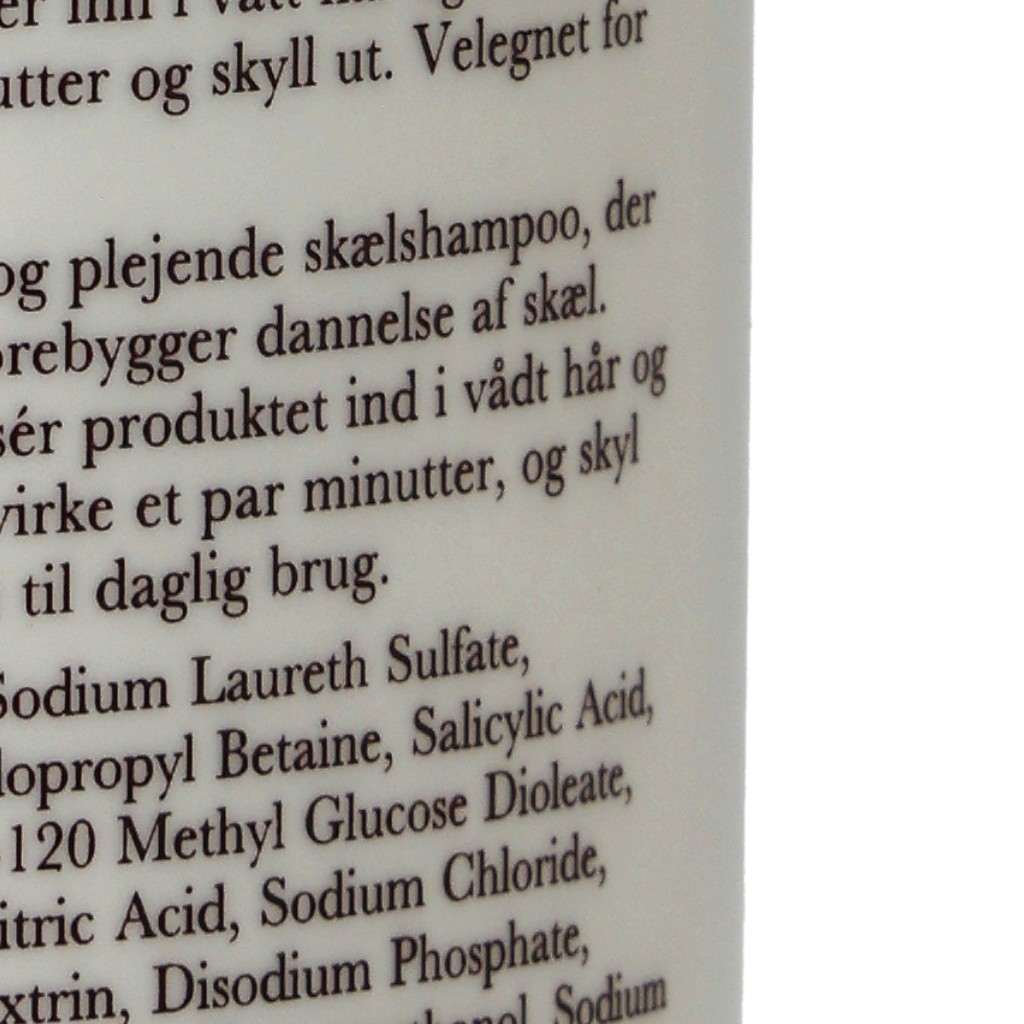 utter og skyll ut. Velegnet for
og plejende skælshampoo, der
orebygger dannelse af skæl.
sér produktet ind i vådt hår og
virke et par minutter, og skyl
til daglig brug.
Sodium Laureth Sulfate,
dopropyl Betaine, Salicylic Acid,
120 Methyl Glucose Dioleate,
itric Acid, Sodium Chloride,
xtrin, Disodium Phosphate,
Sodium